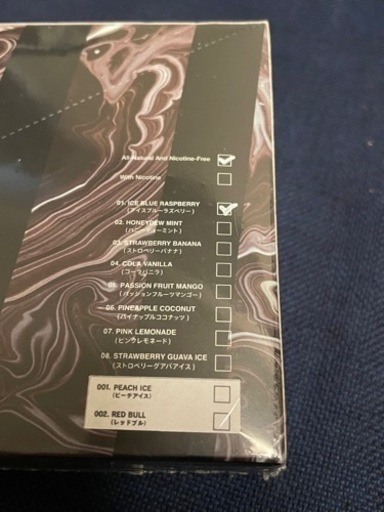 All-Natural And Nicotine-Free
With Nicotine
01. ICE BLUE RASPBERRY
(アイスブルーラズベリー)
02. HONEYDEW MINT
(ハニーデューミント)
03. STRAWBERRY BANANA
(ストロベリーバナナ)
04. COLA VANILLA
(コーラバニラ)
05. PASSION FRUIT MANGO
(パッションフルーツマンゴー)
06. PINEAPPLE COCONUT
(パイナップルココナッツ)
07. PINK LEMONADE
(ピンクレモネード)
08. STRAWBERRY GUAVA ICE
(ストロベリーグアバアイス)
001. PEACH ICE
(ピーチアイス)
002. RED BULL
(レッドブル)